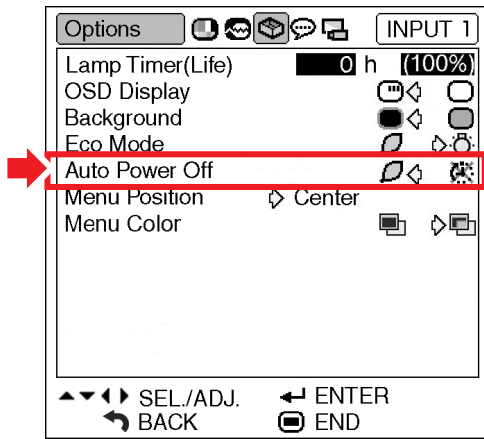 Options INPUT 1
Lamp Timer(Life) 0 h (100%)
OSD Display
Background
Eco Mode
Auto Power Off
Menu Position Center
Menu Color
SEL./ADJ. ENTER
BACK END